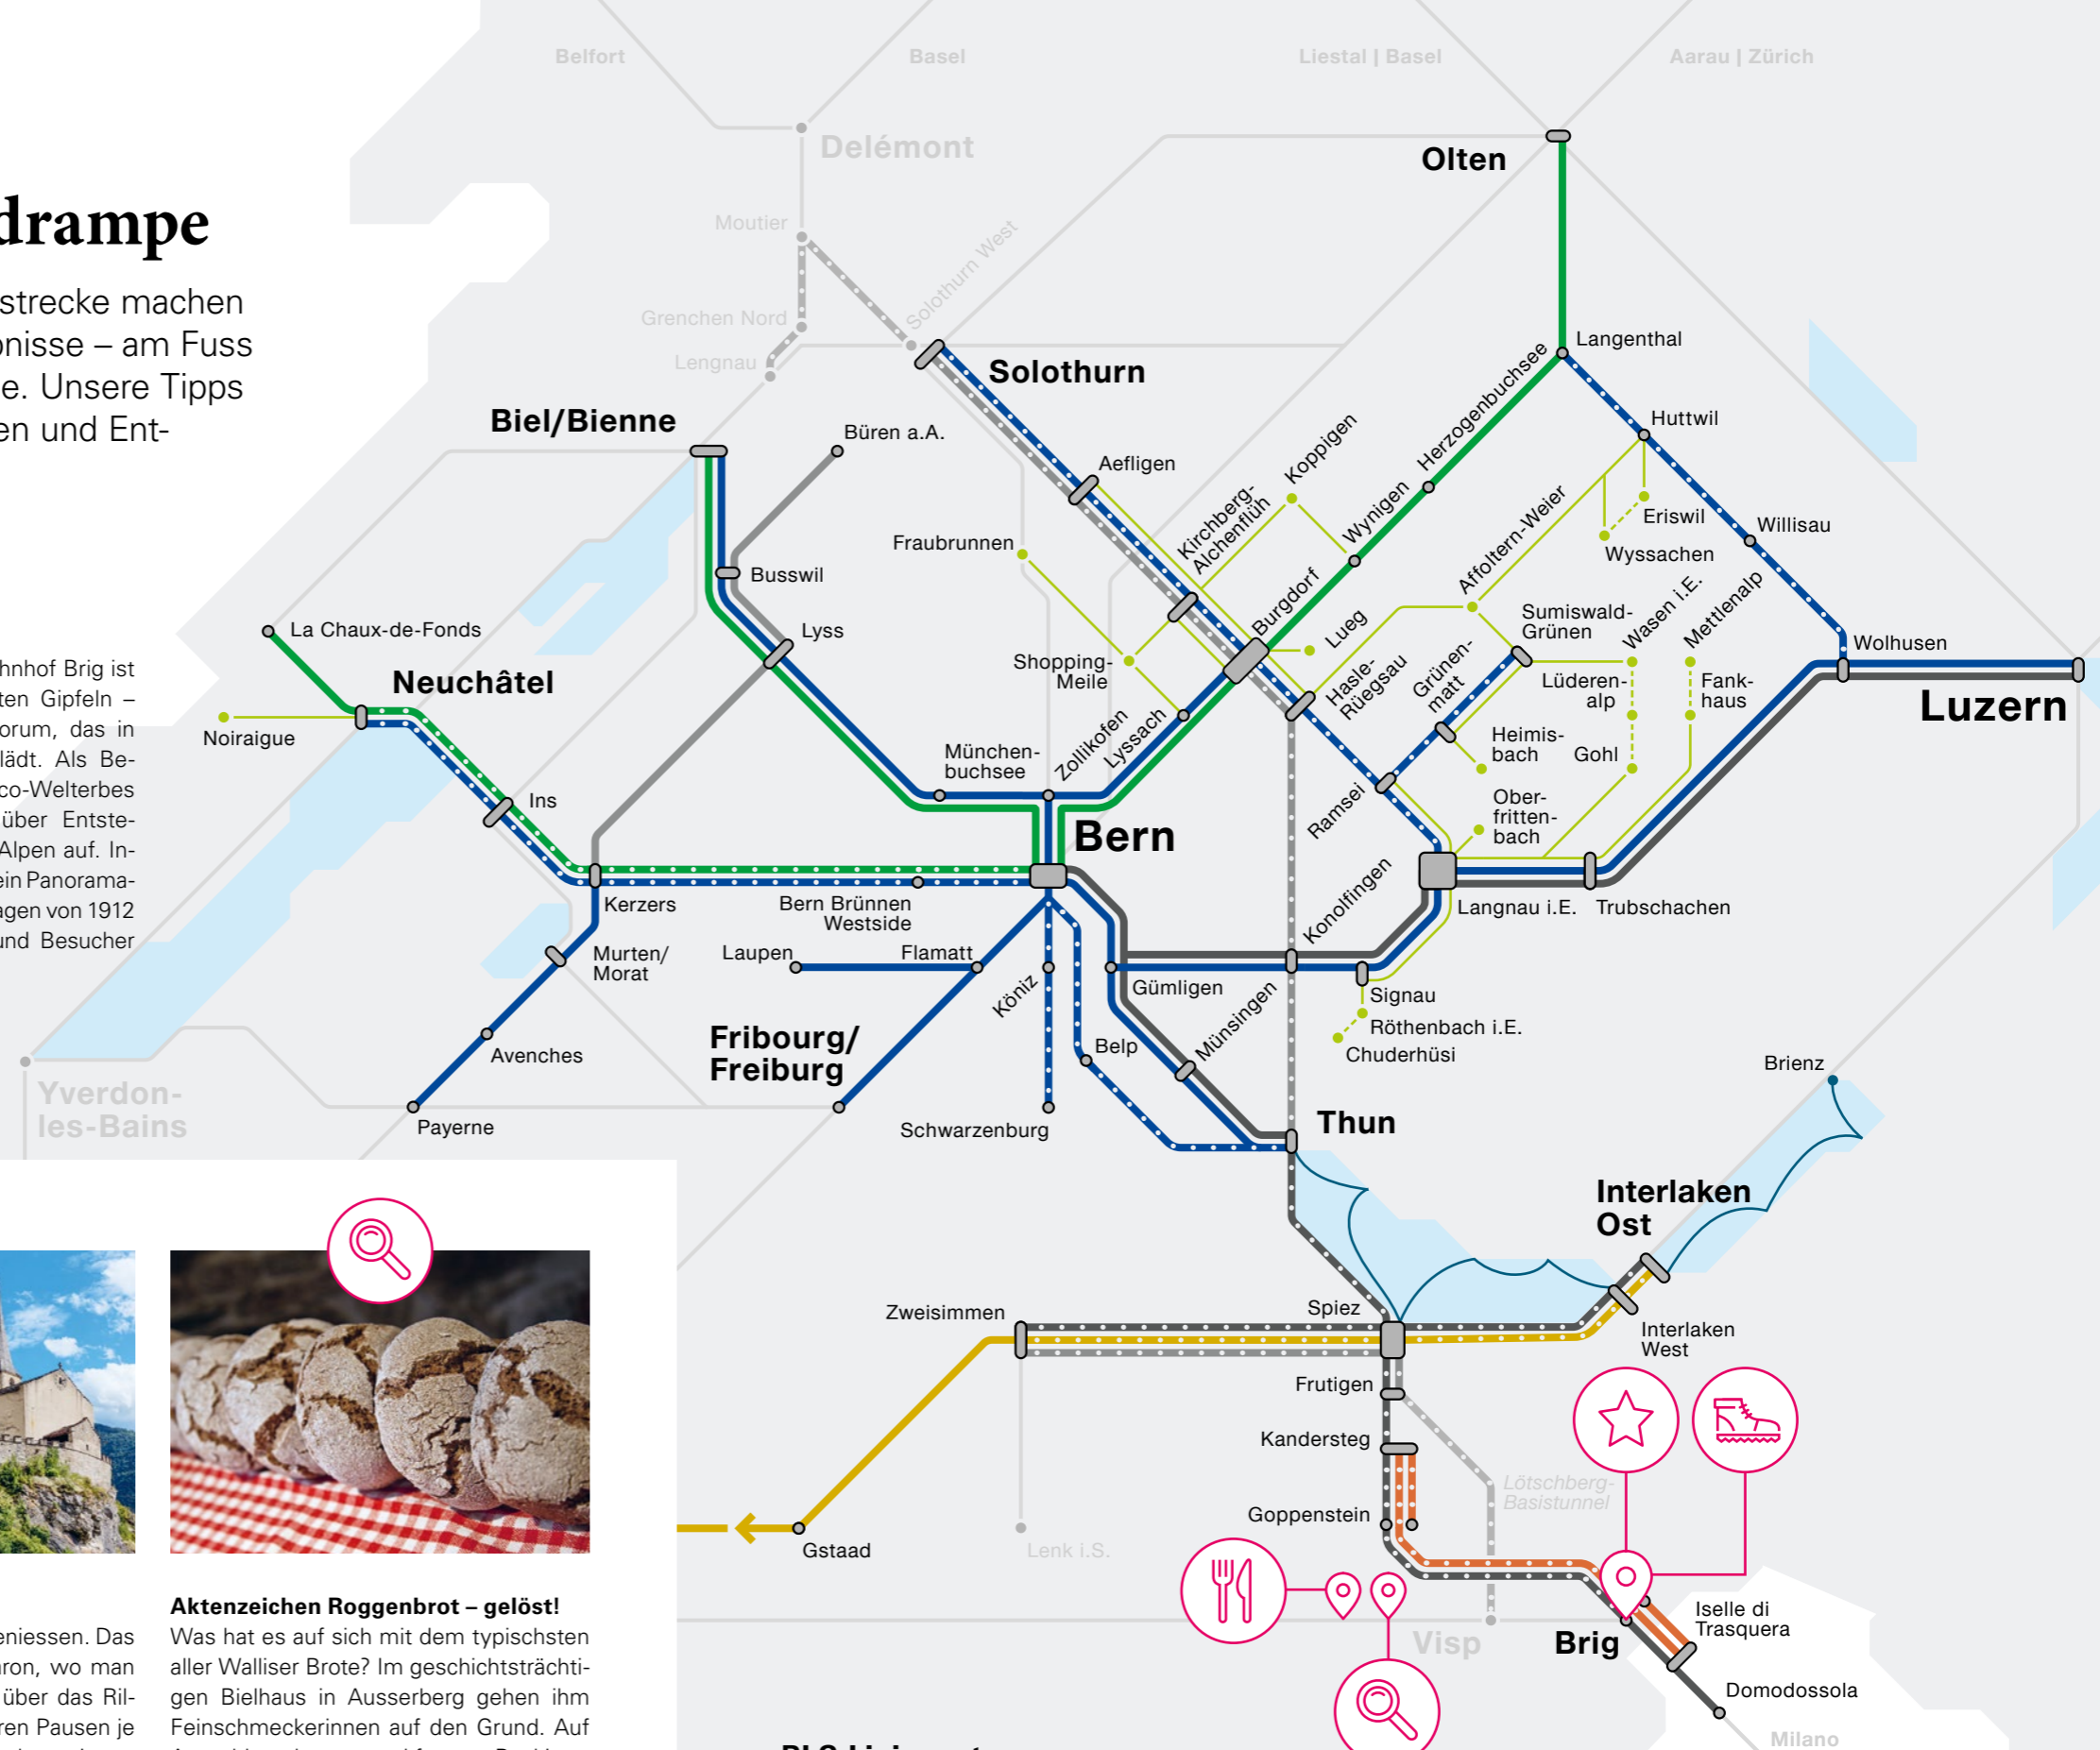 Belfort
Basel
Liestal | Basel
Aarau | Zürich
Delémont
Olten
drampe
Moutier
Solothurn West
strecke machen
Grenchen Nord
Langenthal
nisse – am Fuss
Lengnau
Solothurn
e. Unsere Tipps
Biel/Bienne
Büren a.A.
Huttwil
en und Ent-
Aefligen
Koppigen
Herzogenbuchsee
Kirchberg-
Alchenflüh
Wynigen
Affoltern-Weier
Eriswil
Willisau
Fraubrunnen
Wyssachen
Busswil
Burgdorf
Lueg
Sumiswald-
Grünen
Wasen i.E.
Mettlenalp
La Chaux-de-Fonds
Lyss
Wolhusen
Shopping-
Meile
Hasle-
Rüegsau
Grünen-
matt
Lüderen-
alp
Fank-
haus
Neuchâtel
Luzern
Noiraigue
München-
buchsee
Zollikofen
Lyssach
Heimis-
bach
Gohl
Ins
Bern
Ramsei
Ober-
fritten-
bach
Kerzers
Bern Brünnen
Westside
Konolfingen
Langnau i.E.
Trubschachen
Murten/
Morat
Laupen
Flamatt
Köniz
Gümligen
Signau
Münsingen
Röthenbach i.E.
Chuderhüsi
Fribourg/
Freiburg
Belp
Avenches
Brienz
Yverdon-
les-Bains
Payerne
Schwarzenburg
Thun
Interlaken
Ost
Zweisimmen
Spiez
Interlaken
West
Frutigen
Kandersteg
Lötschberg-
Basistunnel
Goppenstein
Gstaad
Lenk i.S.
Iselle di
Trasquera
Visp
Brig
Domodossola
Milano
hnhof Brig ist
ten Gipfeln –
orum, das in
lädt. Als Be-
co-Welterbes
über Entste-
Alpen auf. In-
ein Panorama-
agen von 1912
und Besucher
eniessen. Das
aron, wo man
über das Ril-
ren Pausen je
Aktenzeichen Roggenbrot – gelöst!
Was hat es auf sich mit dem typischsten
aller Walliser Brote? Im geschichtsträchti-
gen Bielhaus in Ausserberg gehen ihm
Feinschmeckerinnen auf den Grund. Auf